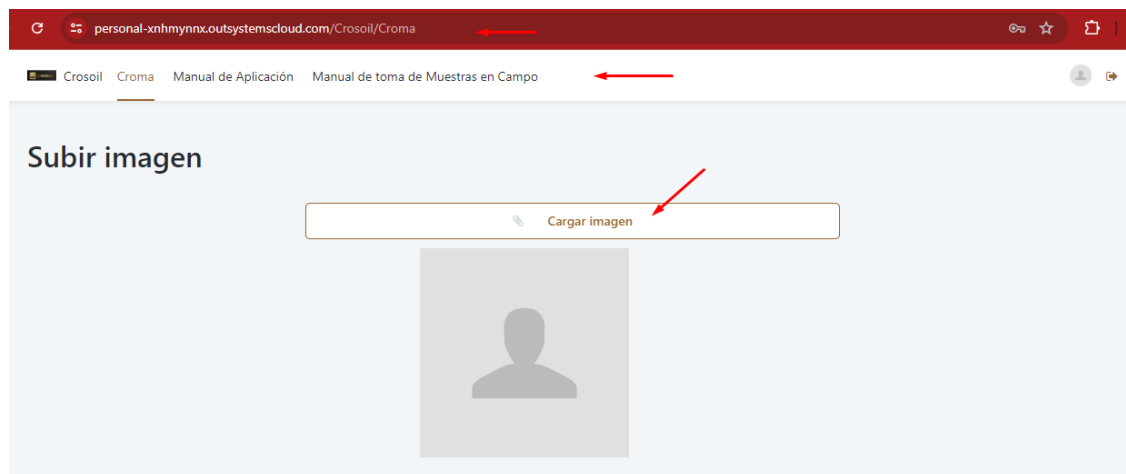 personal-xnhmynnx.outsystemscloud.com/Crosoil/Croma
Crosoil Croma Manual de Aplicación Manual de toma de Muestras en Campo
Subir imagen
Cargar imagen